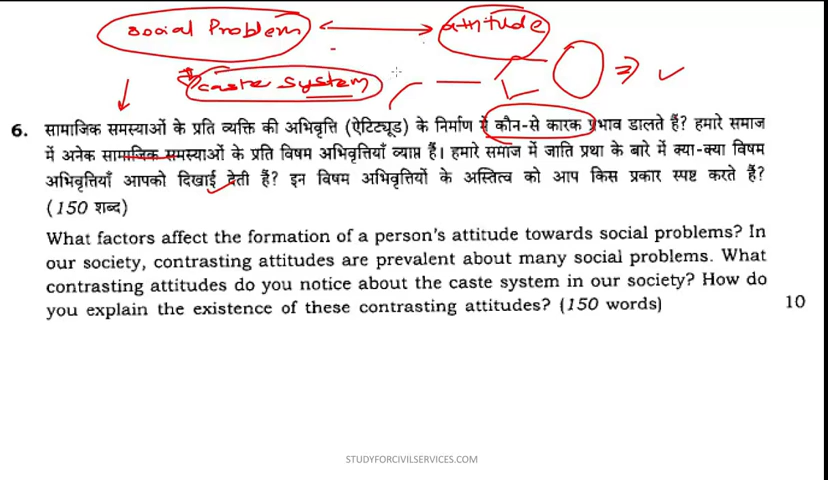 social Problem attitude
caste system
6. सामाजिक समस्याओं के प्रति व्यक्ति की अभिवृत्ति (ऐटिट्यूड) के निर्माण में कौन-से कारक प्रभाव डालते हैं? हमारे समाज
में अनेक सामाजिक समस्याओं के प्रति विषम अभिवृत्तियाँ व्याप्त हैं। हमारे समाज में जाति प्रथा के बारे में क्या-क्या विषम
अभिवृत्तियाँ आपको दिखाई देती हैं? इन विषम अभिवृत्तियों के अस्तित्व को आप किस प्रकार स्पष्ट करते हैं?
(150 शब्द)
What factors affect the formation of a person's attitude towards social problems? In
our society, contrasting attitudes are prevalent about many social problems. What
contrasting attitudes do you notice about the caste system in our society? How do
you explain the existence of these contrasting attitudes? (150 words) 10
STUDYFORCIVILSERVICES.COM